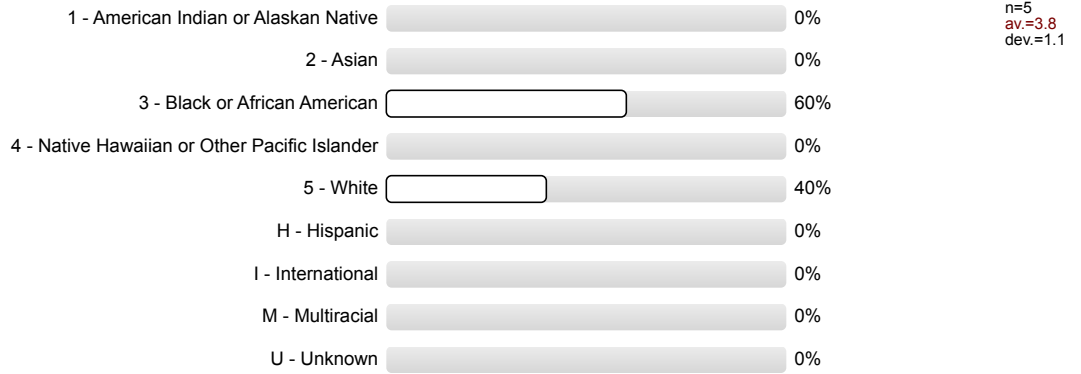 1 - American Indian or Alaskan Native 0%
2 - Asian 0%
3 - Black or African American 60%
4 - Native Hawaiian or Other Pacific Islander 0%
5 - White 40%
H - Hispanic 0%
I - International 0%
M - Multiracial 0%
U - Unknown 0%
n=5
av.=3.8
dev.=1.1